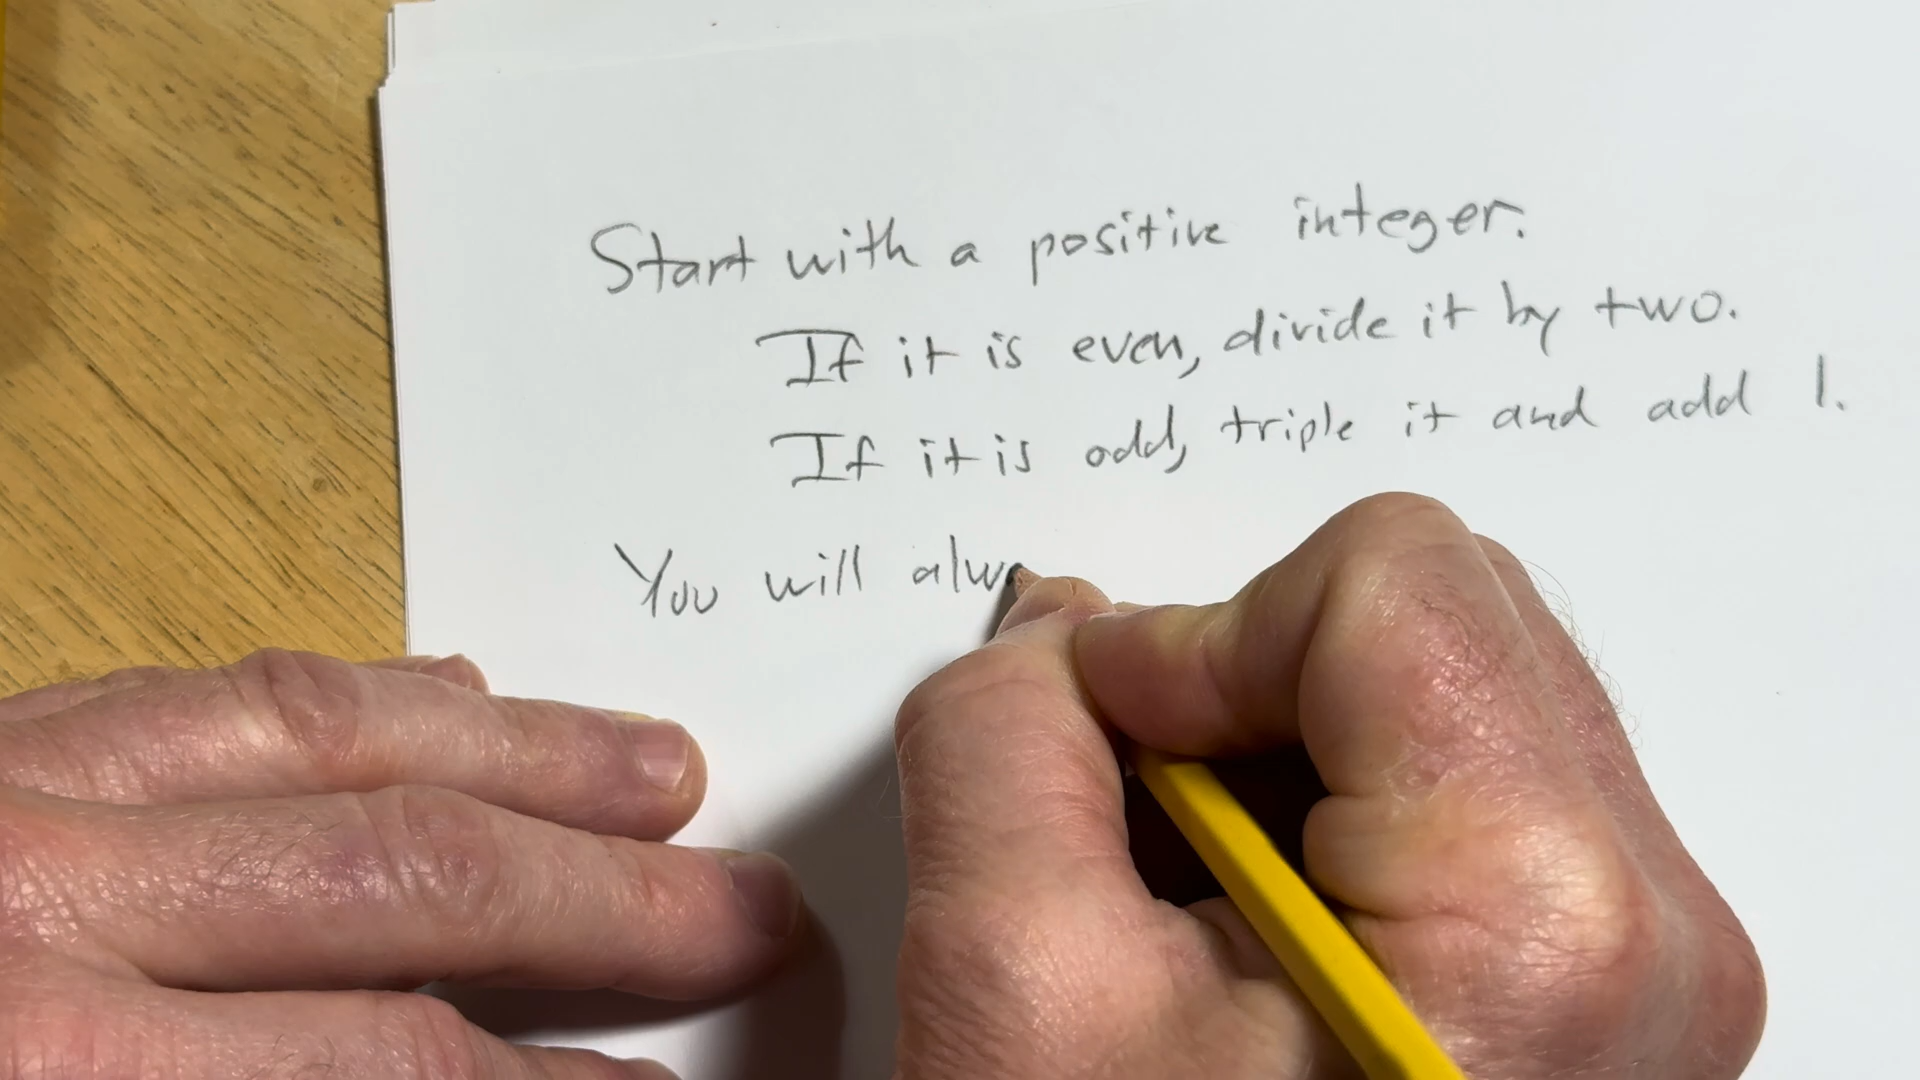 Start with a positive integer.
If it is even, divide it by two.
If it is odd, triple it and add 1.
You will alwa